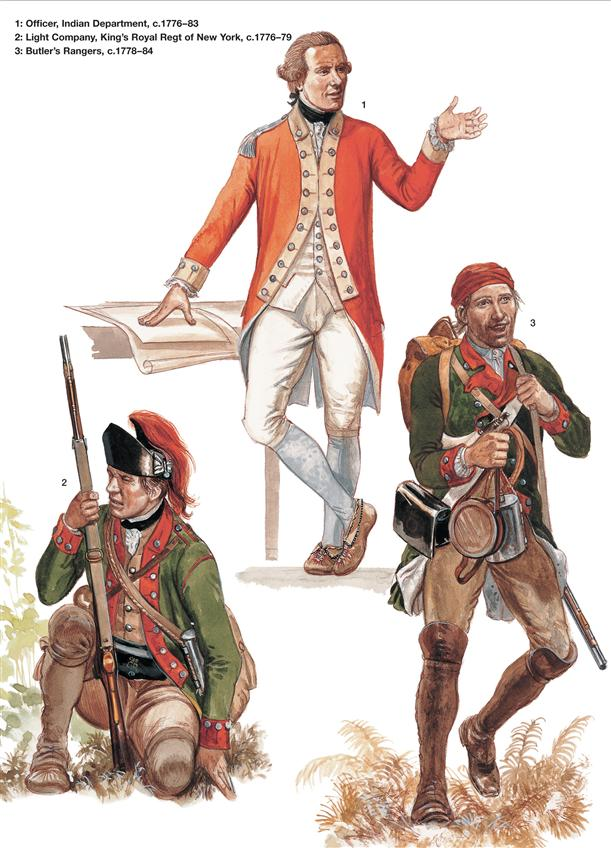 1: Officer, Indian Department, c.1776–83
2: Light Company, King's Royal Regt of New York, c.1776–79
3: Butler's Rangers, c.1778–84
1
3
2